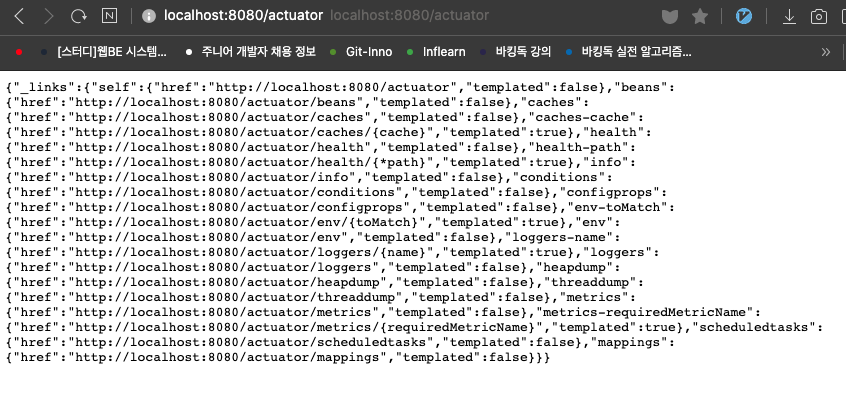 localhost:8080/actuator localhost:8080/actuator
[스터디]웹BE 시스템... 주니어 개발자 채용 정보 Git-Inno Inflearn 바킹독 강의 바킹독 실전 알고리즘... »
{"_links":{"self":{"href":"http://localhost:8080/actuator","templated":false},"beans":
{"href":"http://localhost:8080/actuator/beans","templated":false},"caches":
{"href":"http://localhost:8080/actuator/caches","templated":false},"caches-cache":
{"href":"http://localhost:8080/actuator/caches/{cache}","templated":true},"health":
{"href":"http://localhost:8080/actuator/health","templated":false},"health-path":
{"href":"http://localhost:8080/actuator/health/{*path}","templated":true},"info":
{"href":"http://localhost:8080/actuator/info","templated":false},"conditions":
{"href":"http://localhost:8080/actuator/conditions","templated":false},"configprops":
{"href":"http://localhost:8080/actuator/configprops","templated":false},"env-toMatch":
{"href":"http://localhost:8080/actuator/env/{toMatch}","templated":true},"env":
{"href":"http://localhost:8080/actuator/env","templated":false},"loggers-name":
{"href":"http://localhost:8080/actuator/loggers/{name}","templated":true},"loggers":
{"href":"http://localhost:8080/actuator/loggers","templated":false},"heapdump":
{"href":"http://localhost:8080/actuator/heapdump","templated":false},"threaddump":
{"href":"http://localhost:8080/actuator/threaddump","templated":false},"metrics":
{"href":"http://localhost:8080/actuator/metrics","templated":false},"metrics-requiredMetricName":
{"href":"http://localhost:8080/actuator/metrics/{requiredMetricName}","templated":true},"scheduledtasks":
{"href":"http://localhost:8080/actuator/scheduledtasks","templated":false},"mappings":
{"href":"http://localhost:8080/actuator/mappings","templated":false}}}